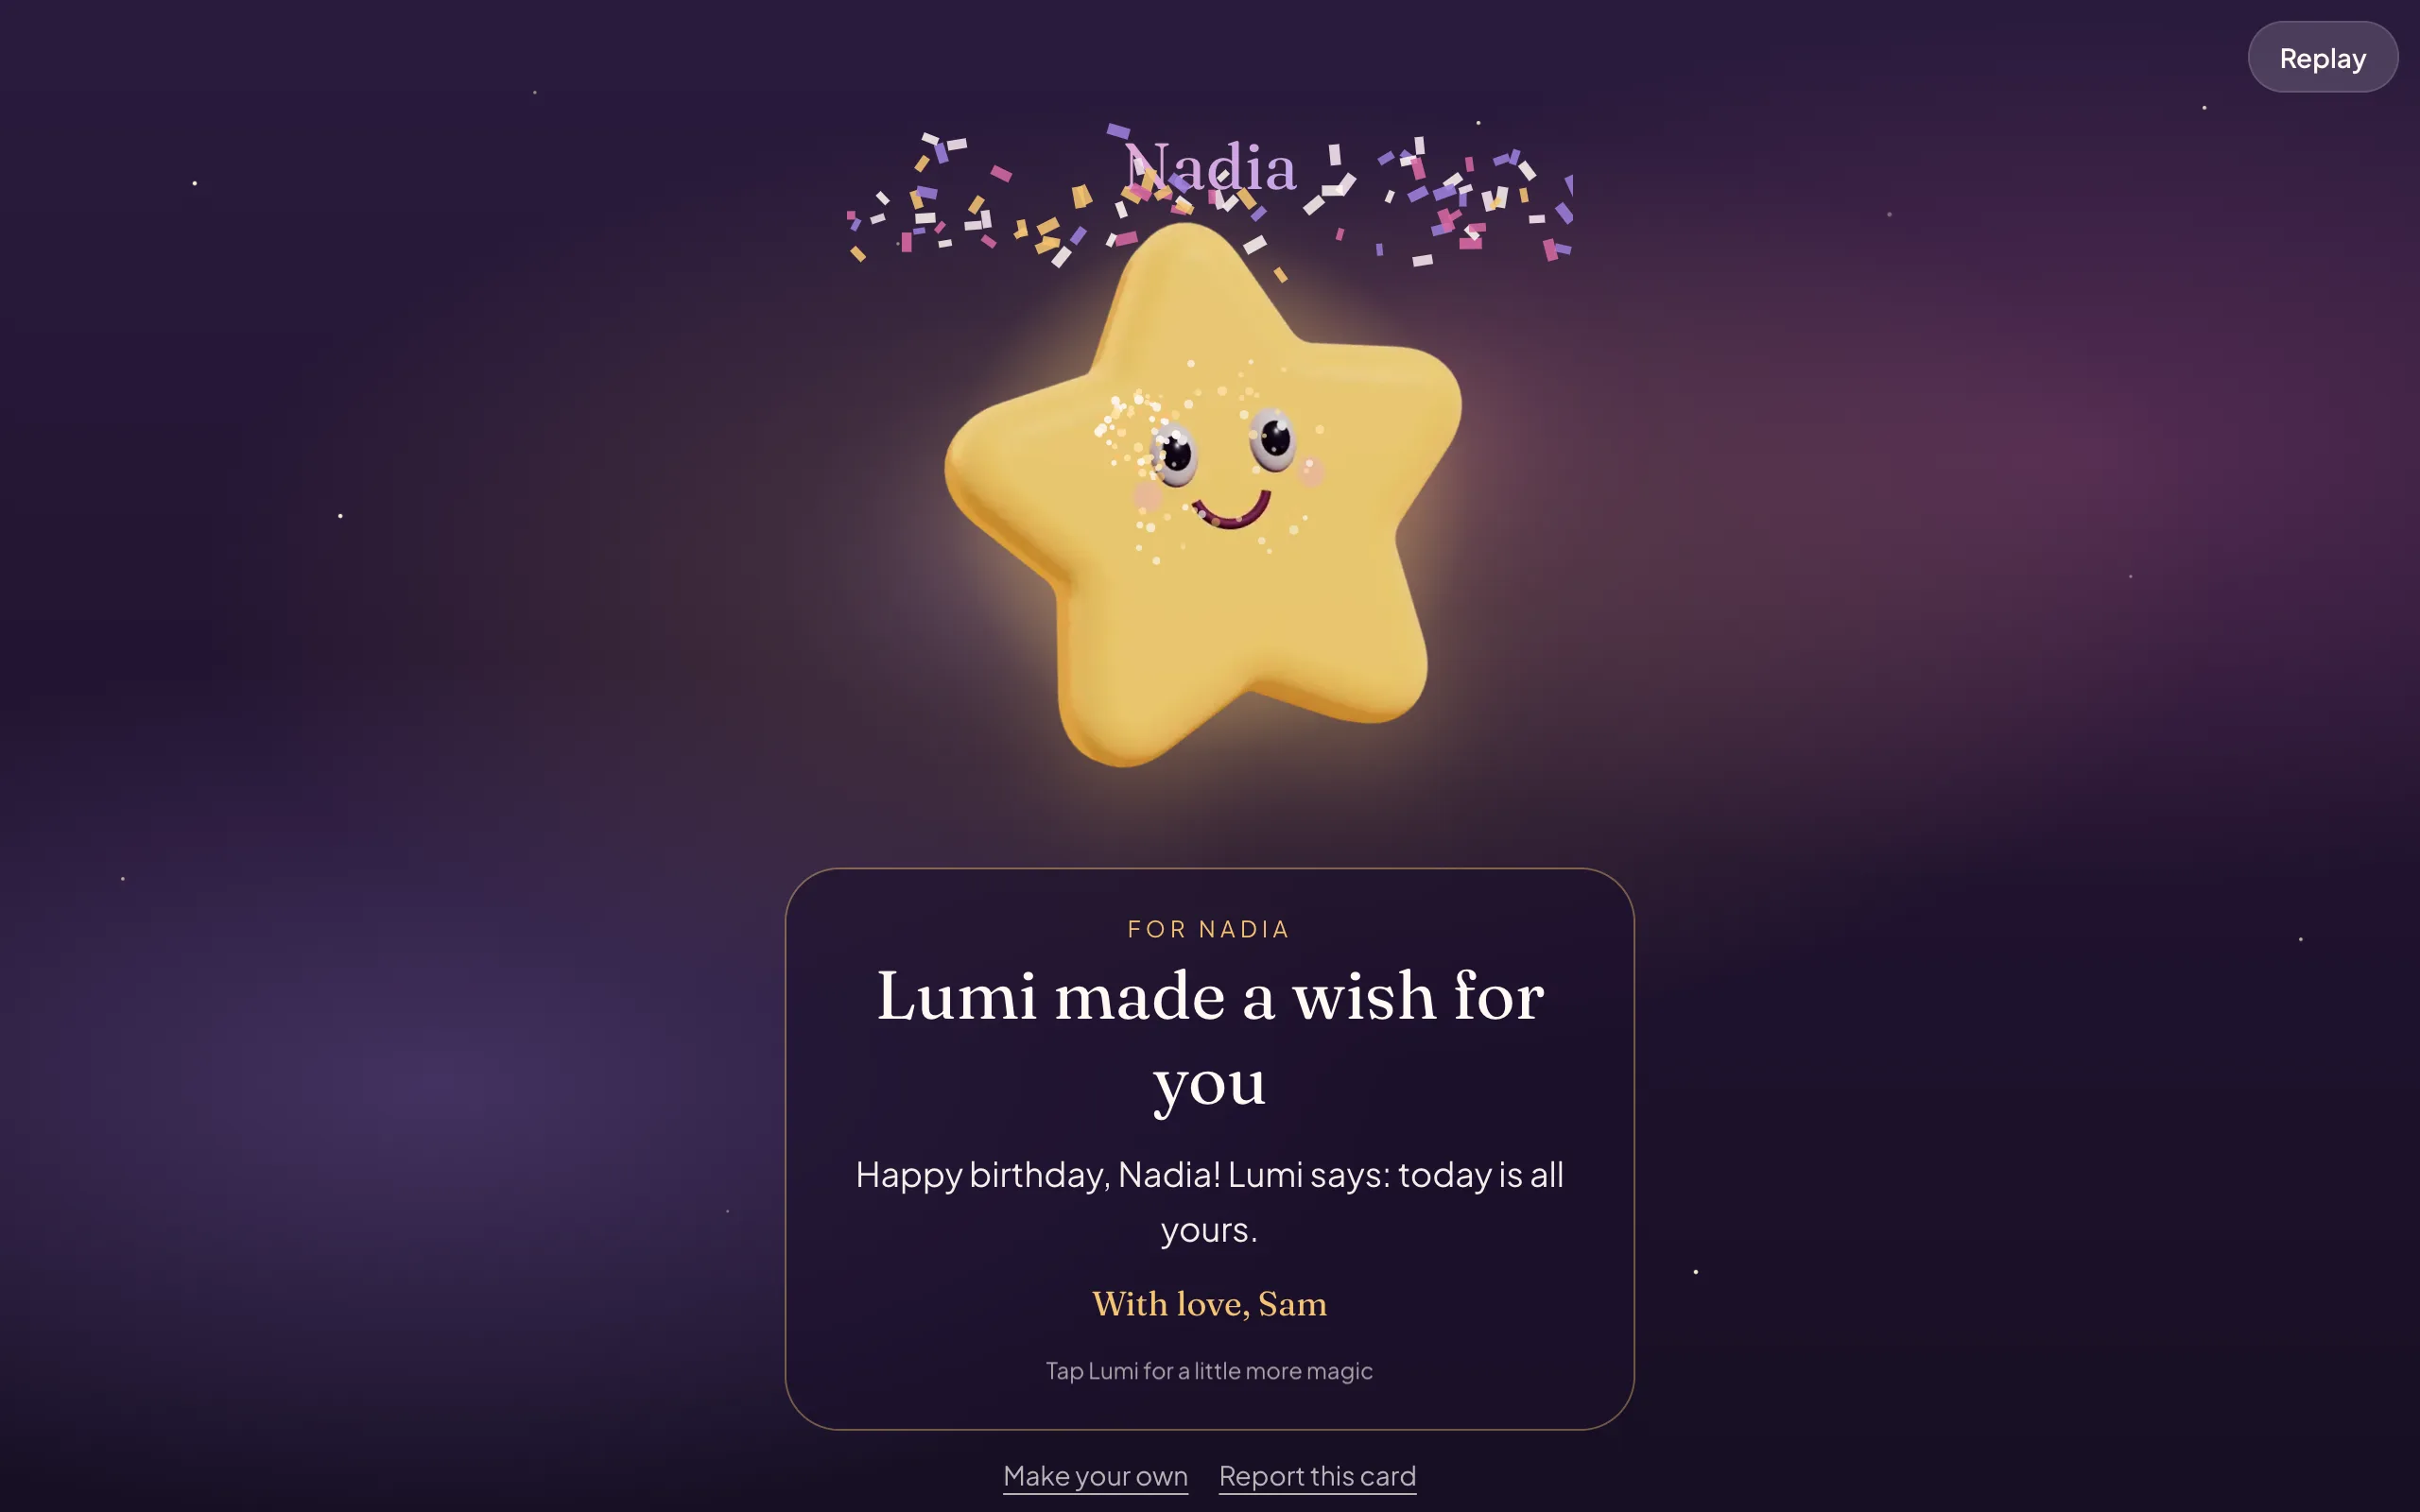 Replay
Nadia
FOR NADIA
Lumi made a wish for
you
Happy birthday, Nadia! Lumi says: today is all
yours.
With love, Sam
Tap Lumi for a little more magic
Make your own
Report this card